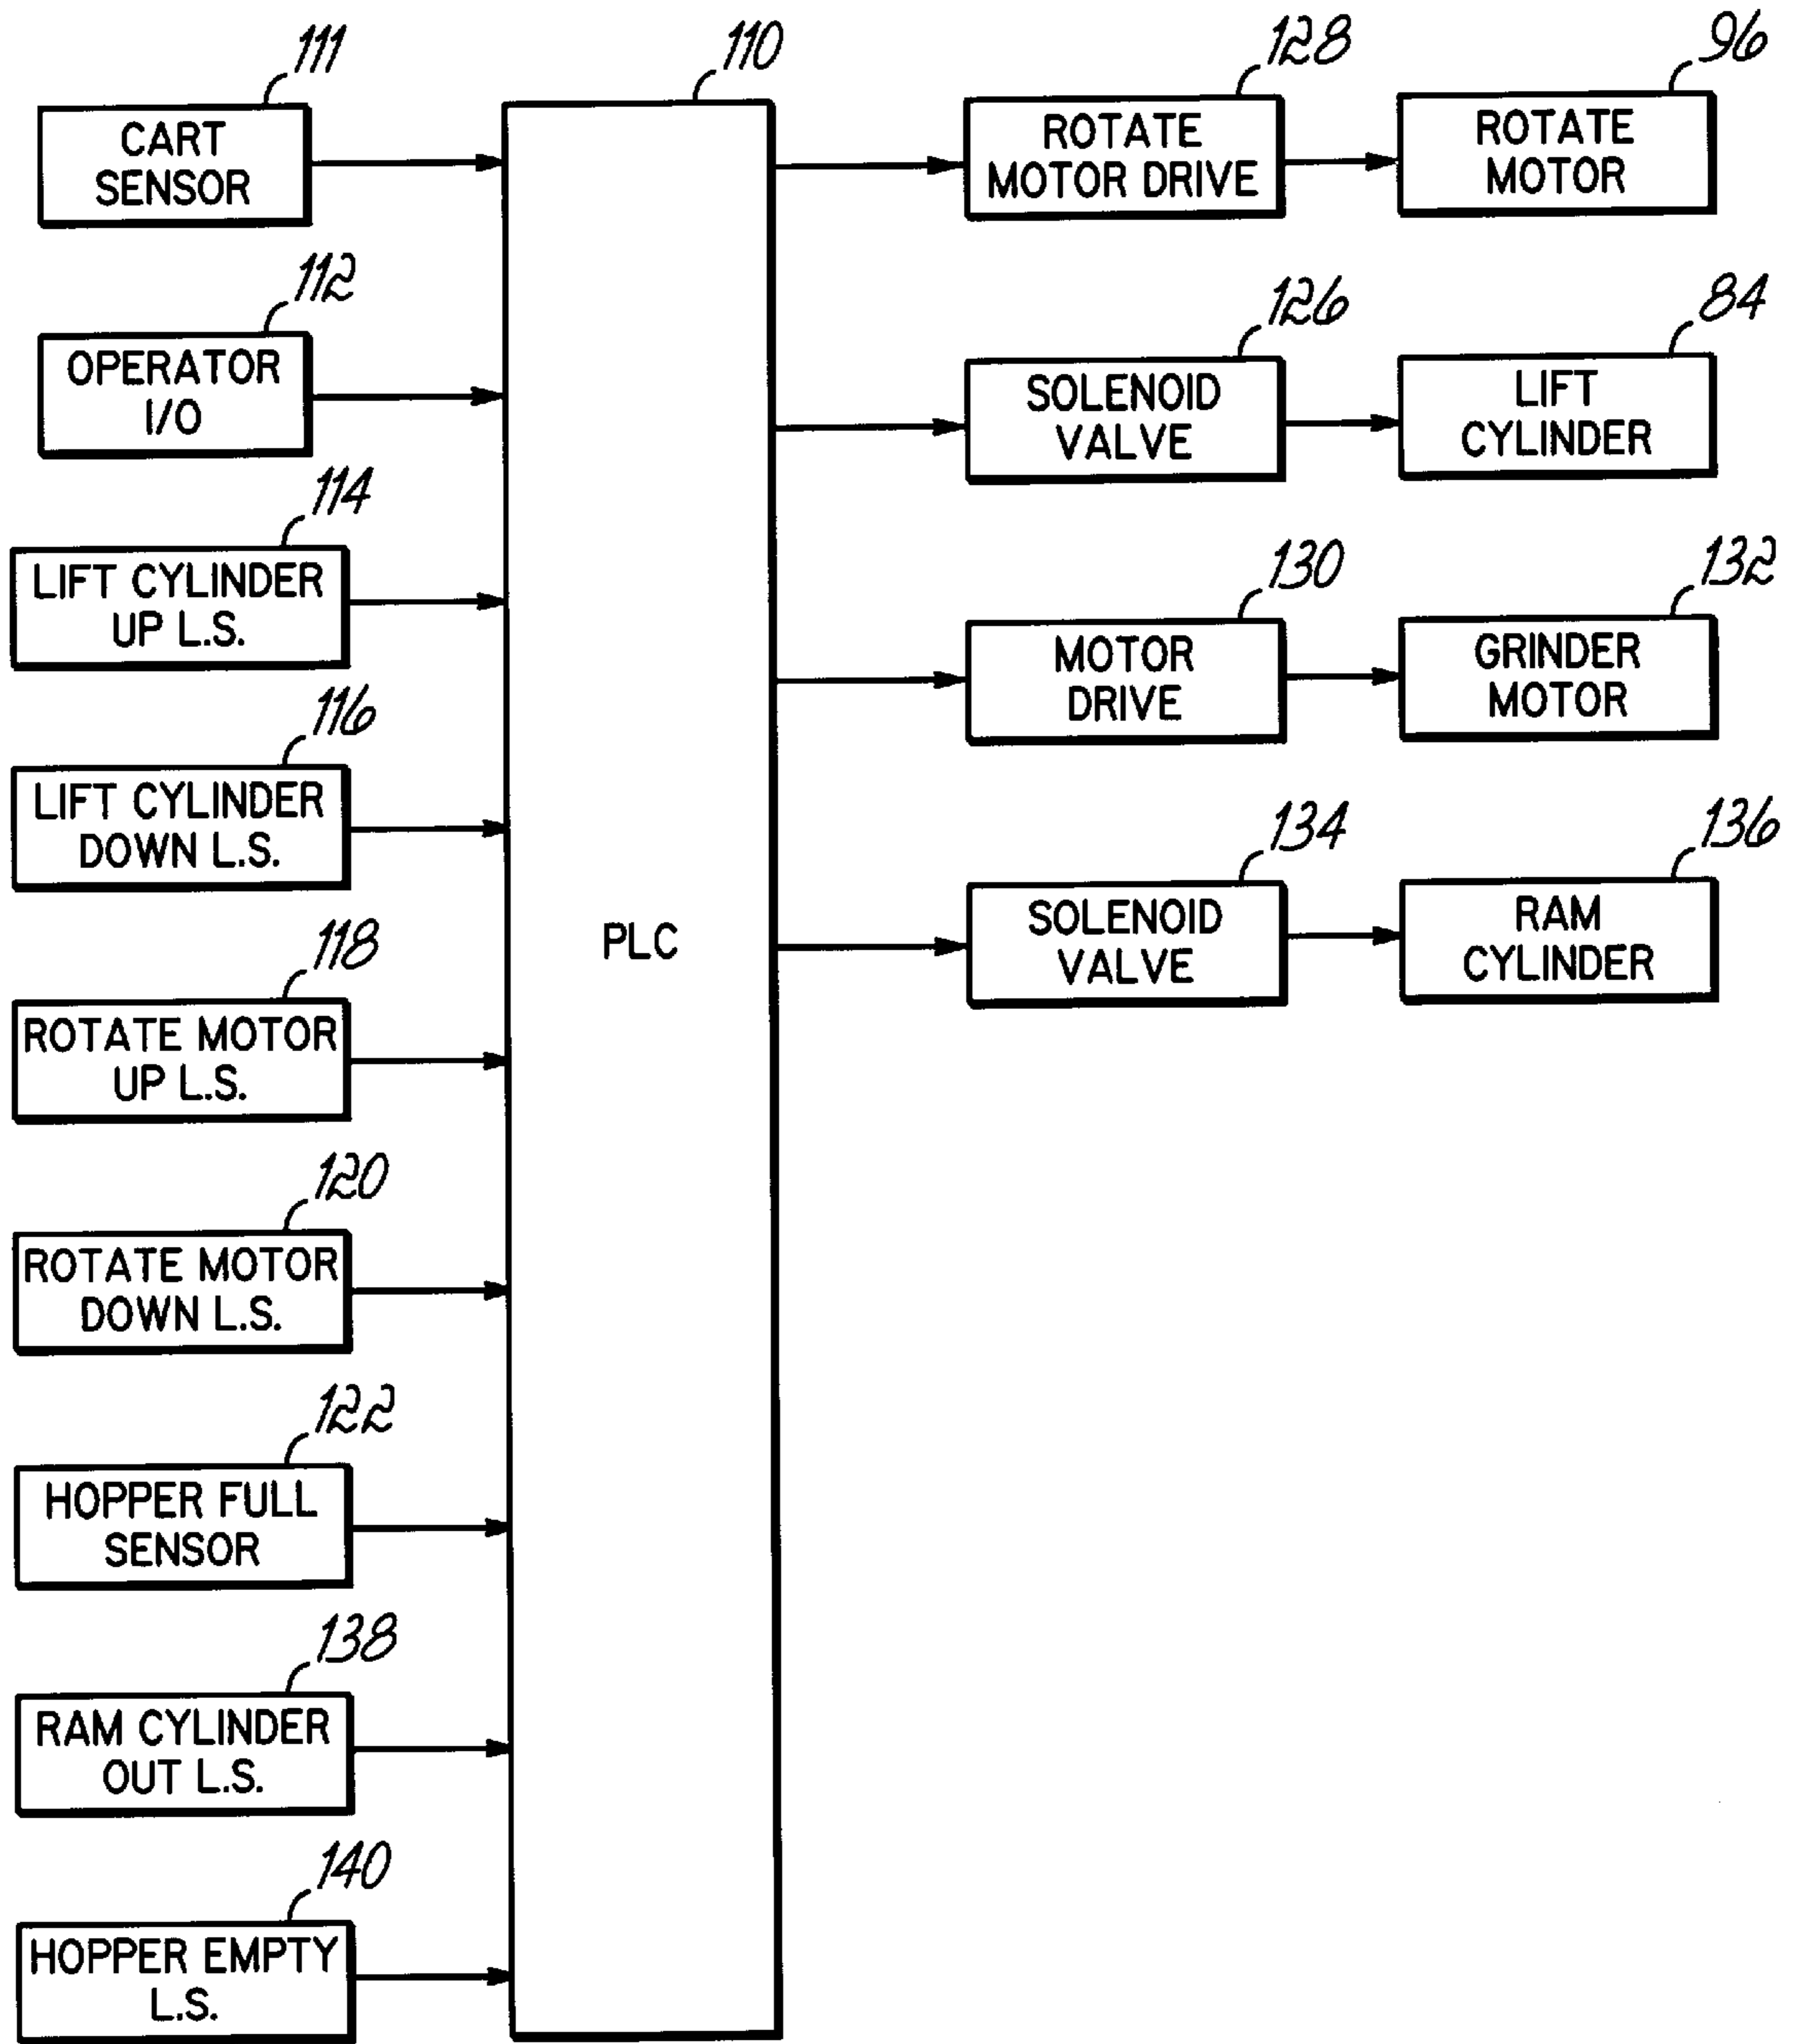 111
CART
SENSOR
112
OPERATOR
I/O
114
LIFT CYLINDER
UP L.S.
116
LIFT CYLINDER
DOWN L.S.
118
ROTATE MOTOR
UP L.S.
120
ROTATE MOTOR
DOWN L.S.
122
HOPPER FULL
SENSOR
138
RAM CYLINDER
OUT L.S.
140
HOPPER EMPTY
L.S.
110
PLC
128
ROTATE
MOTOR DRIVE
96
ROTATE
MOTOR
126
SOLENOID
VALVE
84
LIFT
CYLINDER
130
MOTOR
DRIVE
132
GRINDER
MOTOR
134
SOLENOID
VALVE
136
RAM
CYLINDER